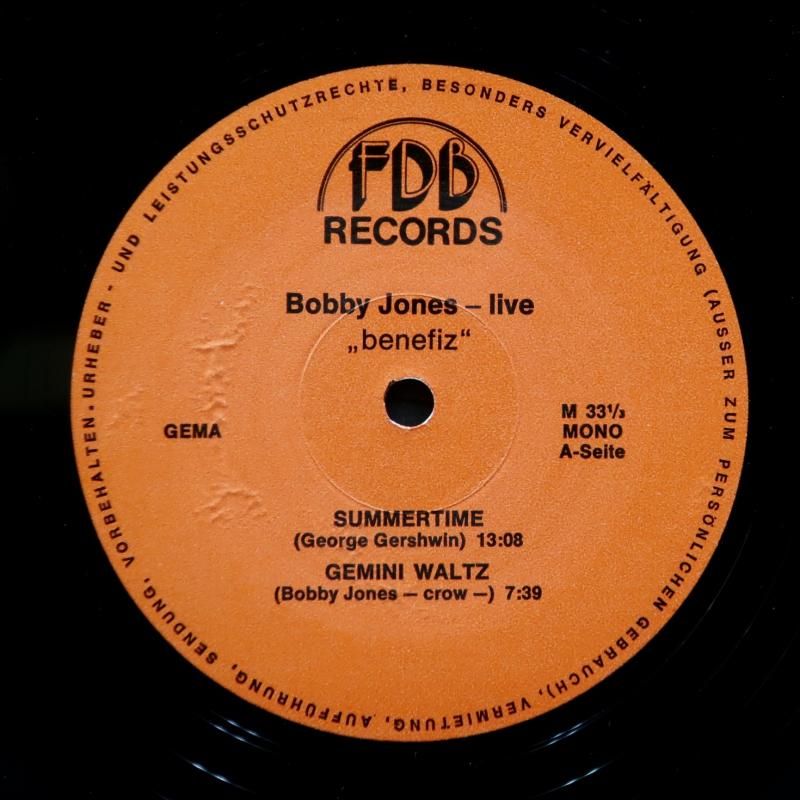 URHEBER - UND LEISTUNGSSCHUTZRECHTE, BESONDERS VERVIELFÄLTIGUNG (AUSSER ZUM PERSÖNLICHEN GEBRAUCH), VERMIETUNG, AUFFÜHRUNG, SENDUNG, VORBEHALTEN.
FDB
RECORDS
Bobby Jones – live
„benefiz“
GEMA
M 33⅓
MONO
A-Seite
SUMMERTIME
(George Gershwin) 13:08
GEMINI WALTZ
(Bobby Jones — crow —) 7:39